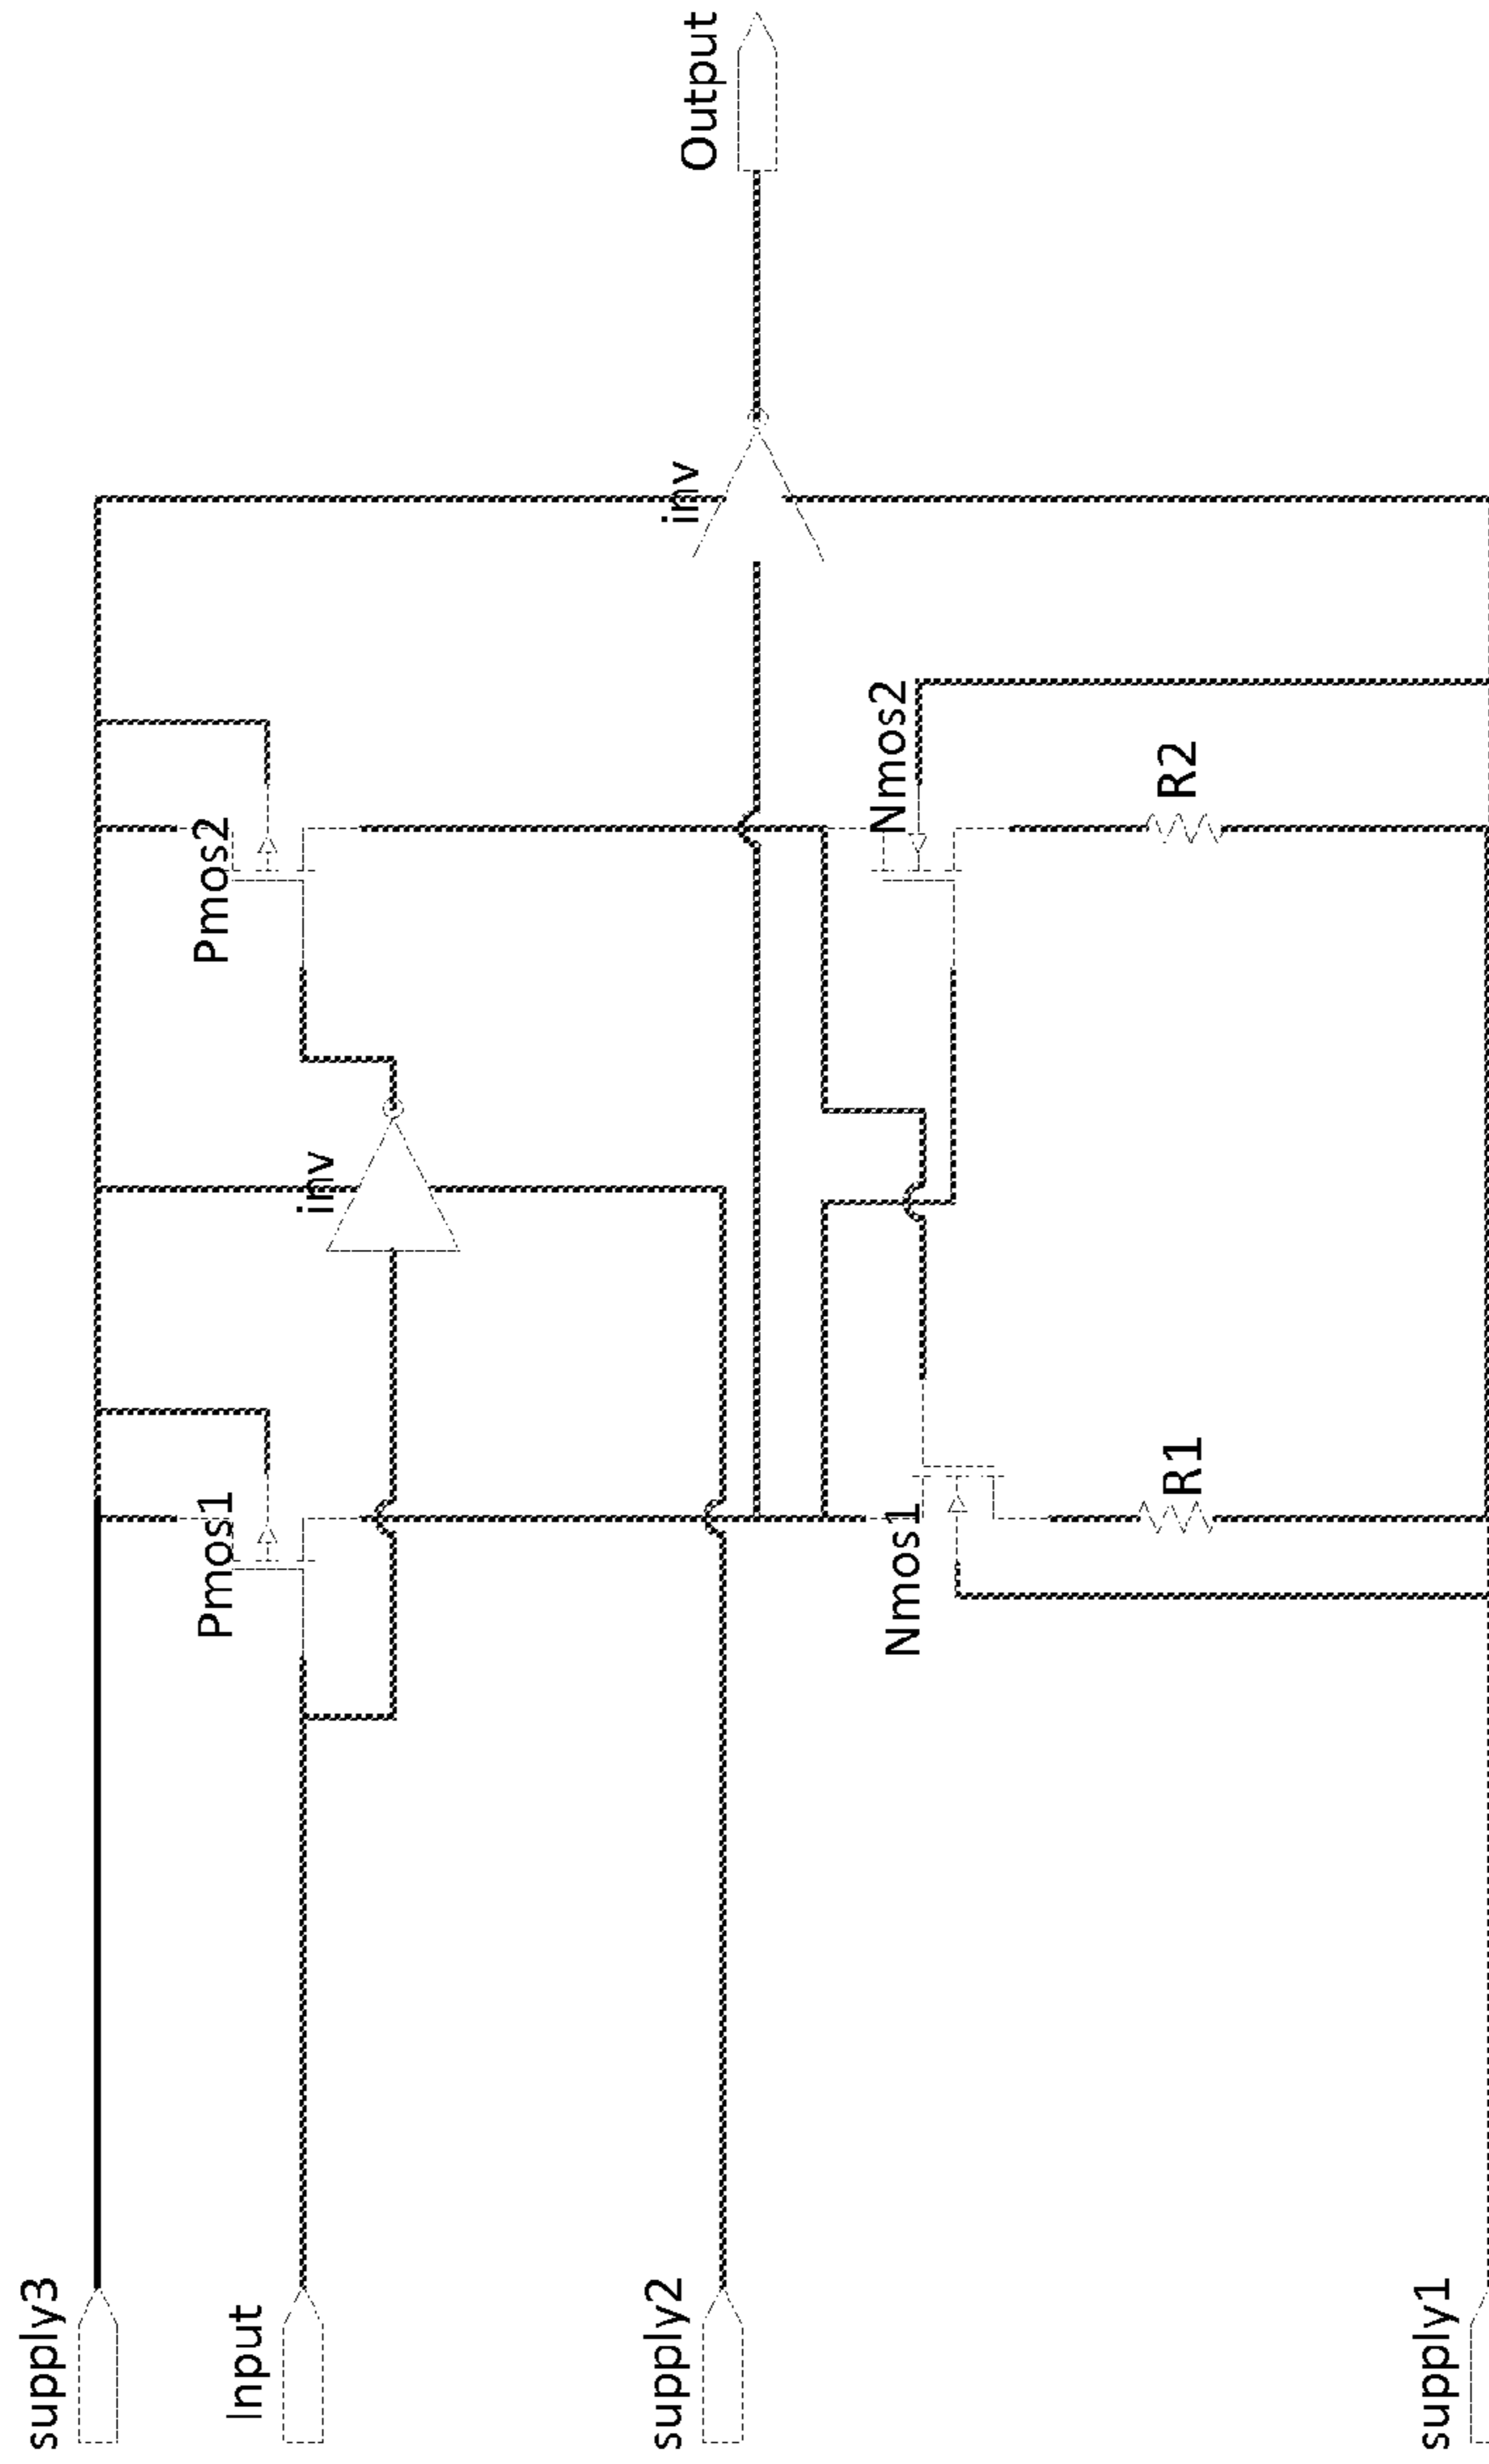 supply3
Input
supply2
supply1
Pmos1
Nmos1
R1
inv
Pmos2
Nmos2
R2
inv
Output